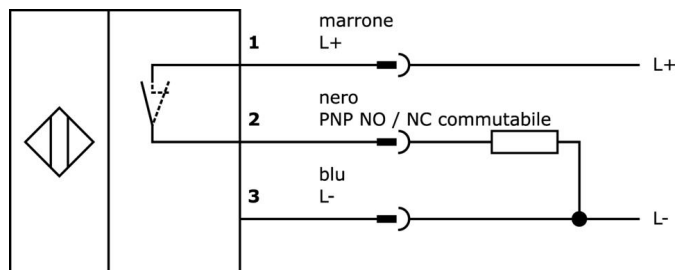 marrone
1
L+
L+
nero
2
PNP NO / NC commutabile
blu
3
L-
L-